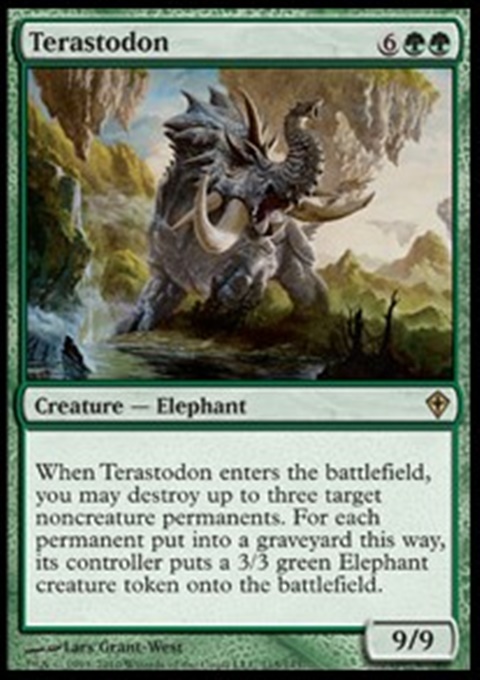 Terastodon 6
Creature — Elephant
When Terastodon enters the battlefield,
you may destroy up to three target
noncreature permanents. For each
permanent put into a graveyard this way,
its controller puts a 3/3 green Elephant
creature token onto the battlefield.
9/9
Lars Grant-West